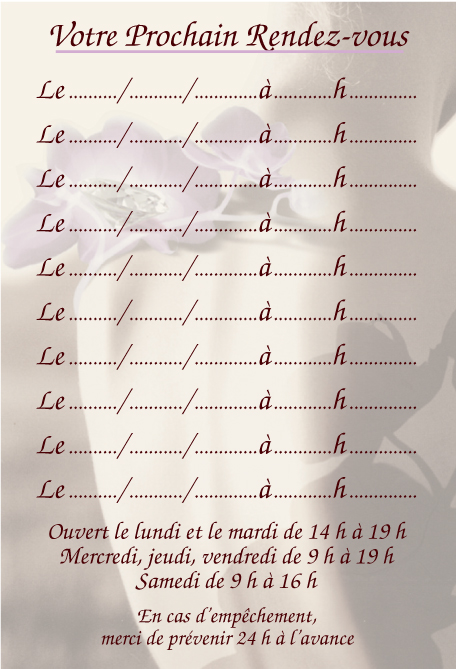 Votre Prochain Rendez-vous
Le........../.........../.............à............h..............
Le........../.........../.............à............h..............
Le........../.........../.............à............h..............
Le........../.........../.............à............h..............
Le........../.........../.............à............h..............
Le........../.........../.............à............h..............
Le........../.........../.............à............h..............
Le........../.........../.............à............h..............
Le........../.........../.............à............h..............
Le........../.........../.............à............h..............
Ouvert le lundi et le mardi de 14 h à 19 h
Mercredi, jeudi, vendredi de 9 h à 19 h
Samedi de 9 h à 16 h
En cas d'empêchement,
merci de prévenir 24 h à l'avance